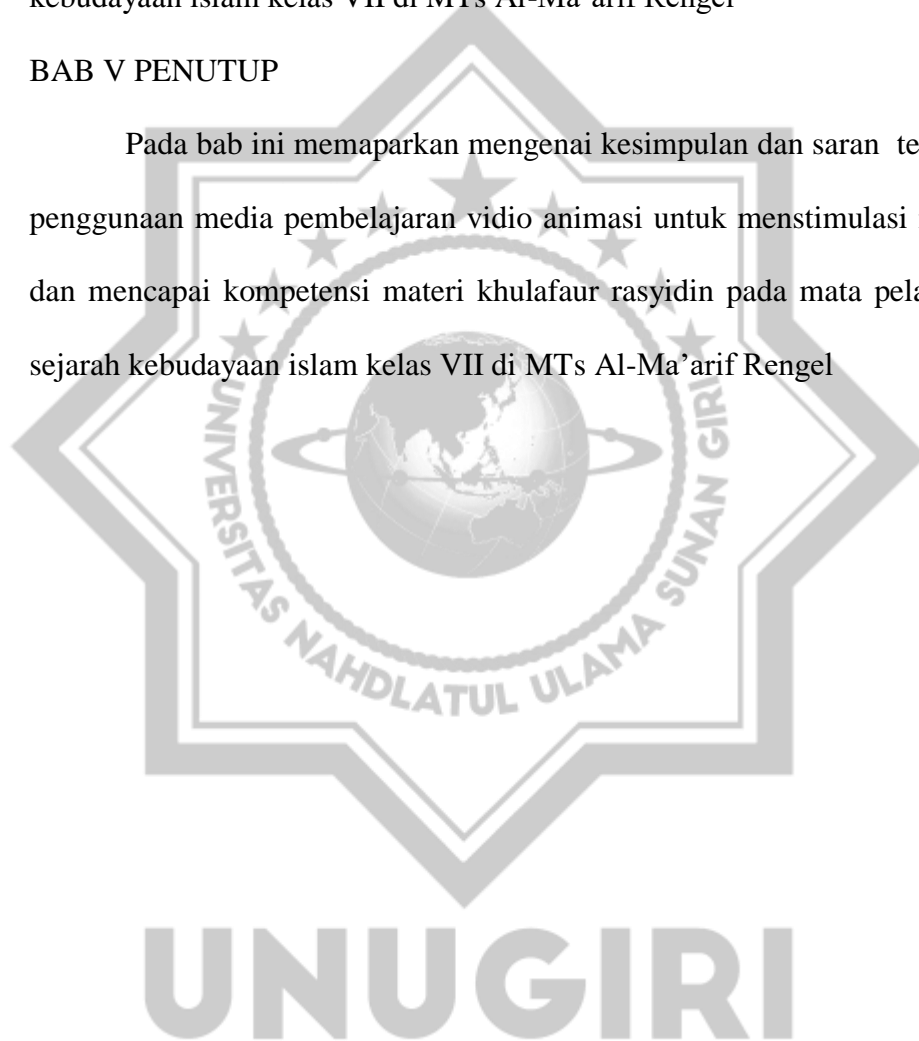 kebudayaan islam kelas VII di MTs Al-Ma'arif Rengel
BAB V PENUTUP
Pada bab ini memaparkan mengenai kesimpulan dan saran
penggunaan media pembelajaran vidio animasi untuk menstimulasi
dan mencapai kompetensi materi khulafaur rasyidin pada mata
sejarah kebudayaan islam kelas VII di MTs Al-Ma'arif Rengel
UNIVERSITAS NAHDLATUL ULAMA SUNAN GIRI
UNUGIRI